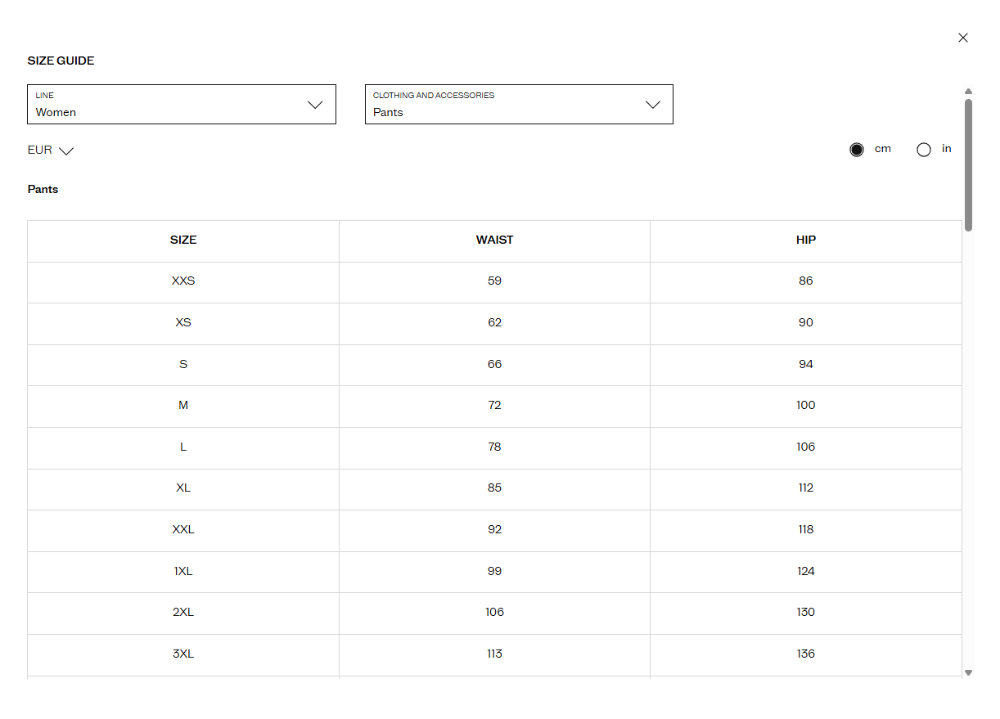 SIZE GUIDE
LINE
Women
CLOTHING AND ACCESSORIES
Pants
EUR
cm
in
Pants
SIZE WAIST HIP
XXS 59 86
XS 62 90
S 66 94
M 72 100
L 78 106
XL 85 112
XXL 92 118
1XL 99 124
2XL 106 130
3XL 113 136